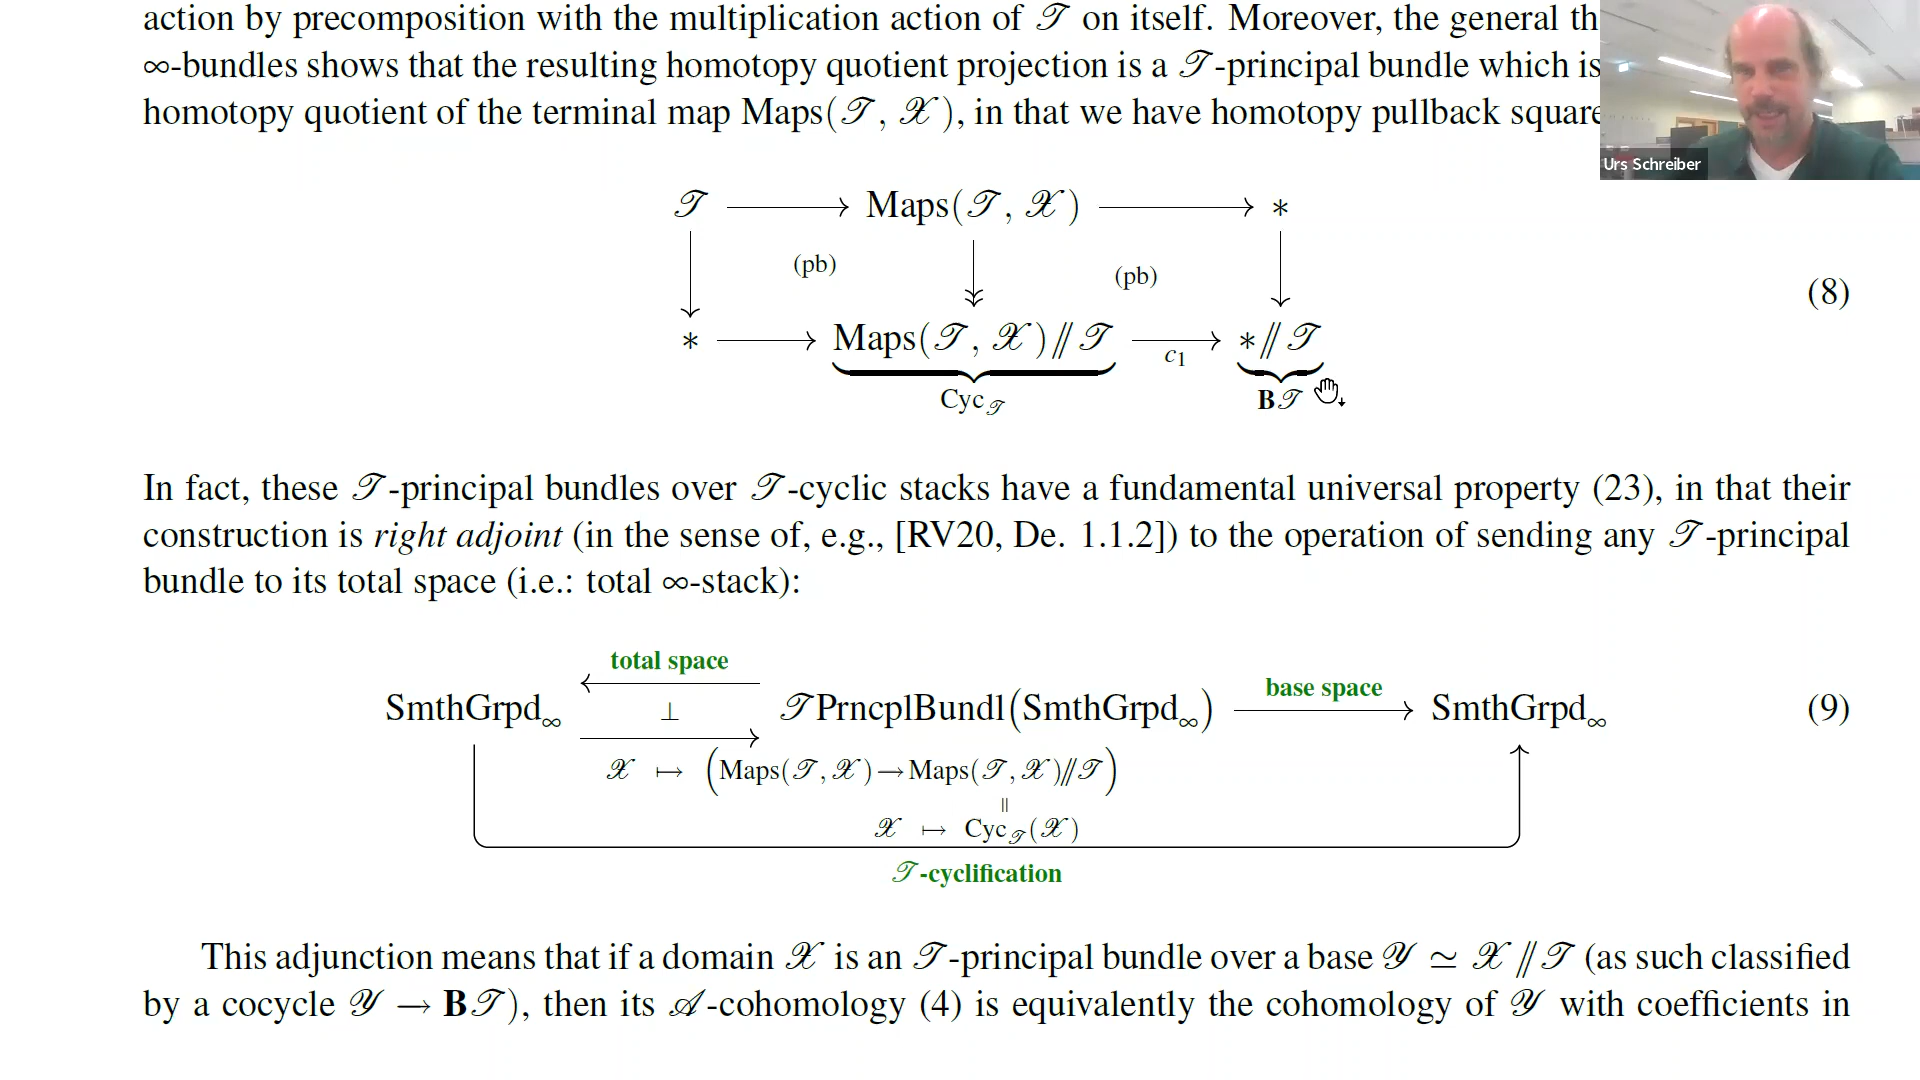 action by precomposition with the multiplication action of 𝒯 on itself. Moreover, the general th
∞-bundles shows that the resulting homotopy quotient projection is a 𝒯-principal bundle which is
homotopy quotient of the terminal map Maps(𝒯, 𝒳), in that we have homotopy pullback square
Urs Schreiber
𝒯 ⟶ Maps(𝒯, 𝒳) ⟶ *
(pb) (pb)
(8)
* ⟶ Maps(𝒯, 𝒳)⫽𝒯 ⟶ *⫽𝒯
c₁
Cyc_𝒯 B𝒯
In fact, these 𝒯-principal bundles over 𝒯-cyclic stacks have a fundamental universal property (23), in that their
construction is right adjoint (in the sense of, e.g., [RV20, De. 1.1.2]) to the operation of sending any 𝒯-principal
bundle to its total space (i.e.: total ∞-stack):
total space
base space
SmthGrpd_∞ ⊥ 𝒯PrncplBundl(SmthGrpd_∞) ⟶ SmthGrpd_∞ (9)
𝒳 ↦ (Maps(𝒯,𝒳)→Maps(𝒯,𝒳)⫽𝒯)
॥
𝒳 ↦ Cyc_𝒯(𝒳)
𝒯-cyclification
This adjunction means that if a domain 𝒳 is an 𝒯-principal bundle over a base 𝒴 ≃ 𝒳⫽𝒯 (as such classified
by a cocycle 𝒴 → B𝒯), then its 𝒜-cohomology (4) is equivalently the cohomology of 𝒴 with coefficients in